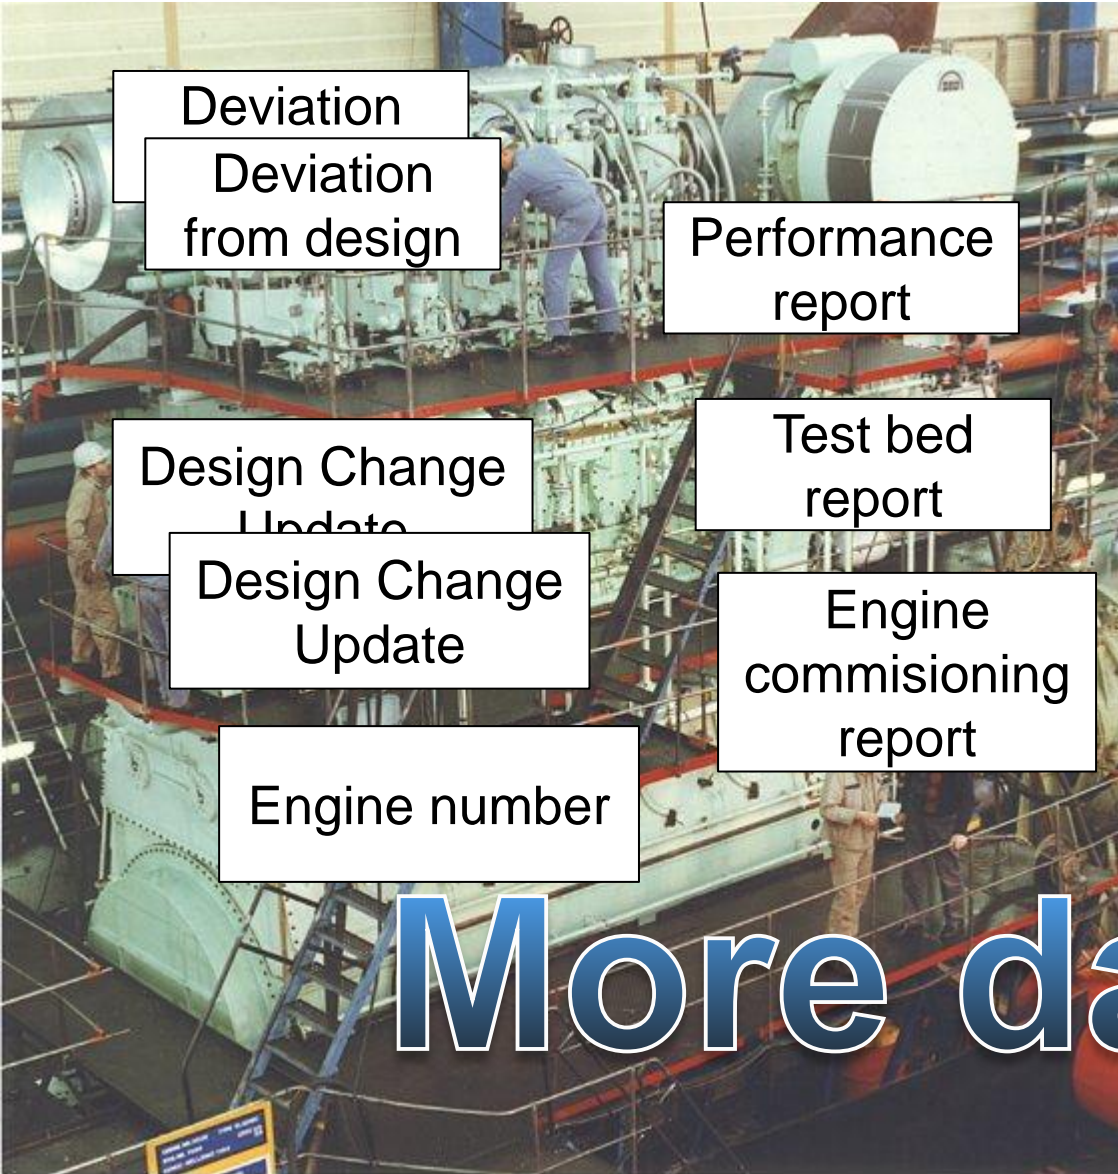 Deviation
Deviation
from design
Performance
report
Design Change
Update
Design Change
Update
Test bed
report
Engine
commisioning
report
Engine number
More da